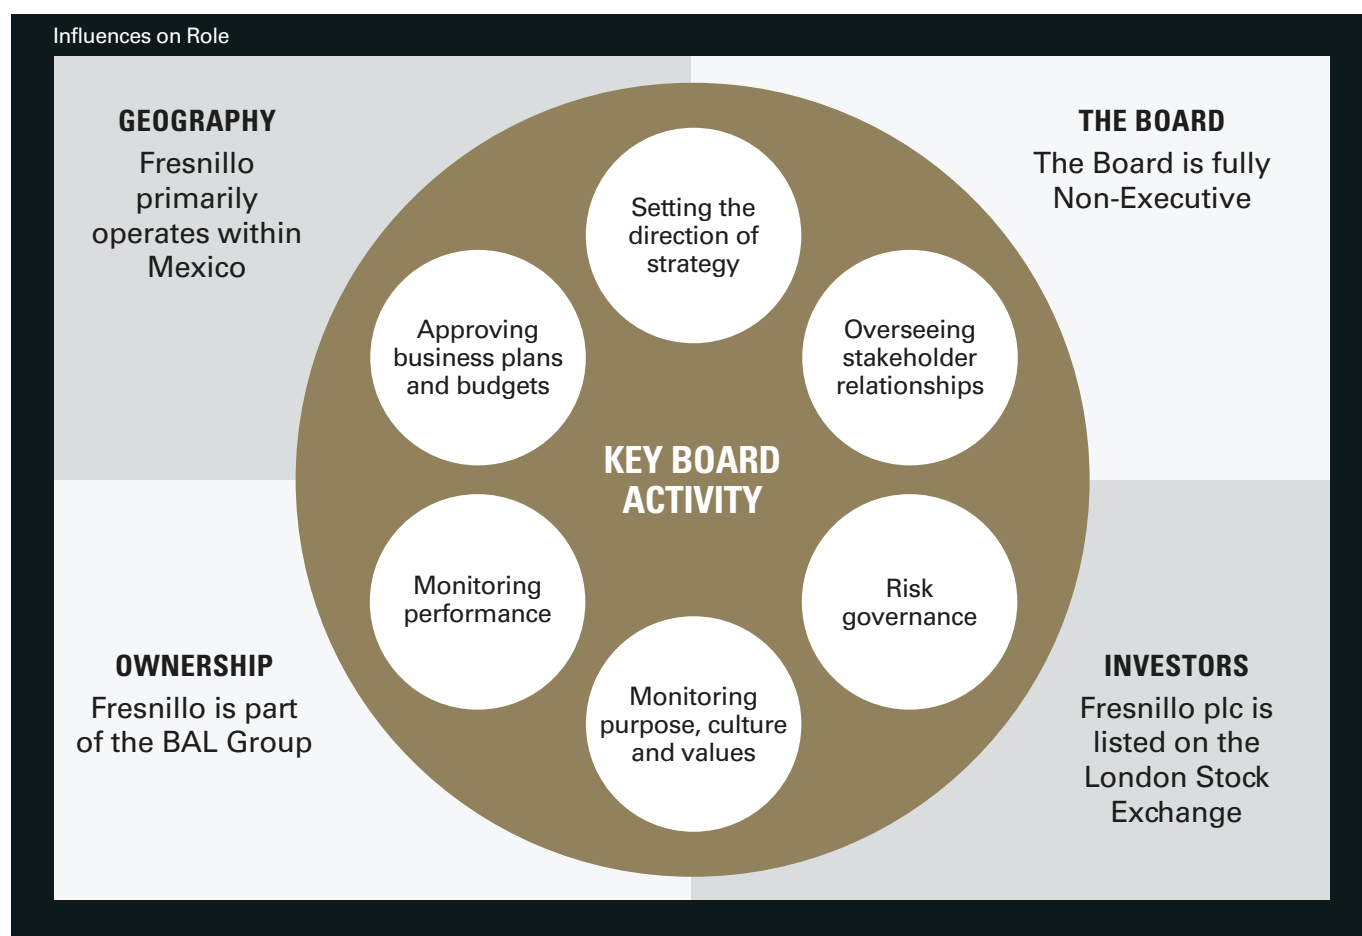 Influences on Role
GEOGRAPHY
Fresnillo
primarily
operates within
Mexico
THE BOARD
The Board is fully
Non-Executive
Setting the
direction of
strategy
Approving
business plans
and budgets
Overseeing
stakeholder
relationships
KEY BOARD
ACTIVITY
Monitoring
performance
Risk
governance
Monitoring
purpose, culture
and values
OWNERSHIP
Fresnillo is part
of the BAL Group
INVESTORS
Fresnillo plc is
listed on the
London Stock
Exchange